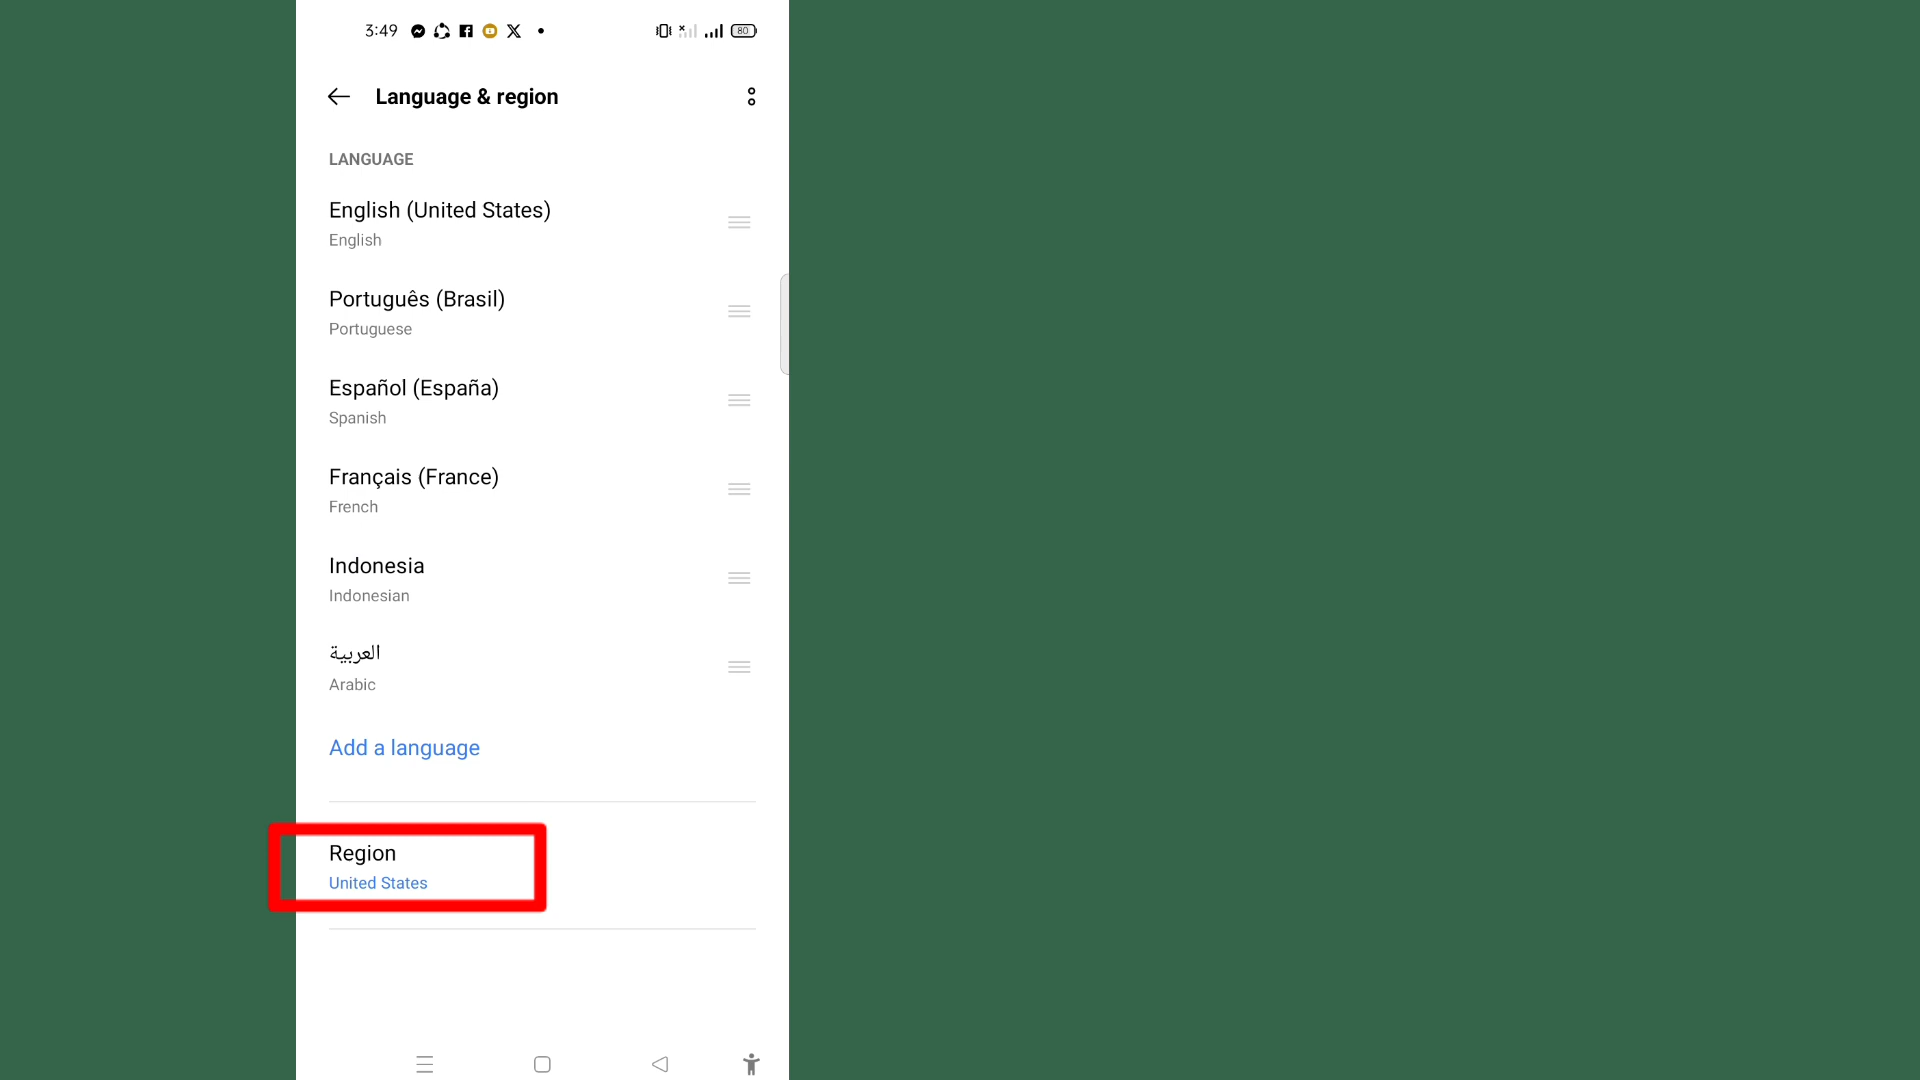 3:49
80
Language & region
LANGUAGE
English (United States)
English
Português (Brasil)
Portuguese
Español (España)
Spanish
Français (France)
French
Indonesia
Indonesian
العربية
Arabic
Add a language
Region
United States